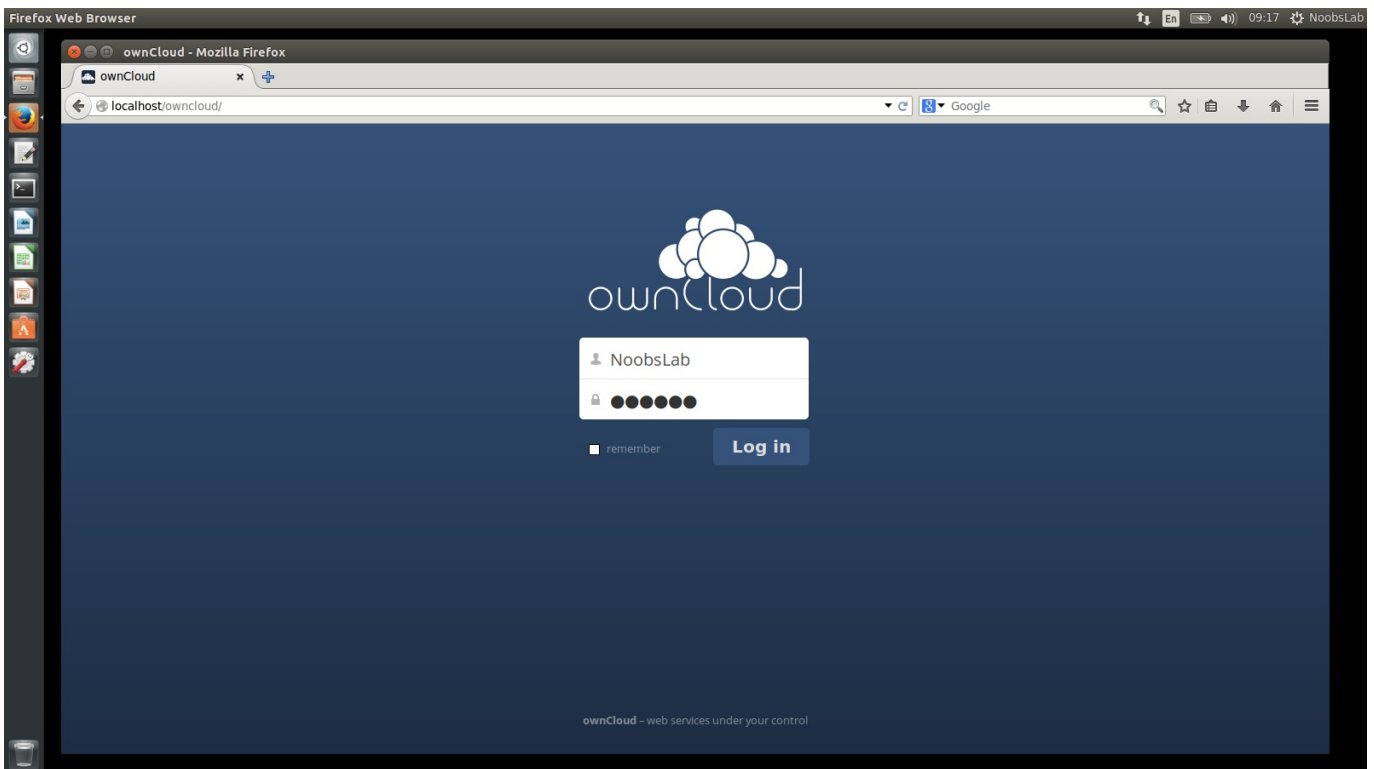 Firefox Web Browser
En 09:17 NoobsLab
ownCloud - Mozilla Firefox
ownCloud
localhost/owncloud/
Google
ownCloud
NoobsLab
●●●●●●
remember
Log in
ownCloud – web services under your control